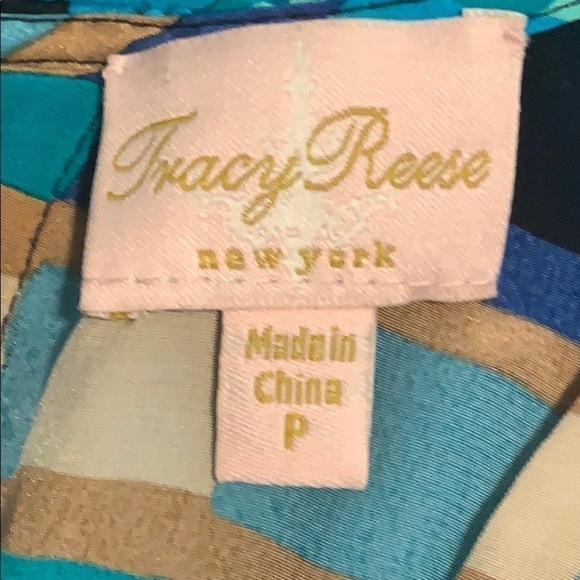 Tracy Reese
new york
Made in
China
P